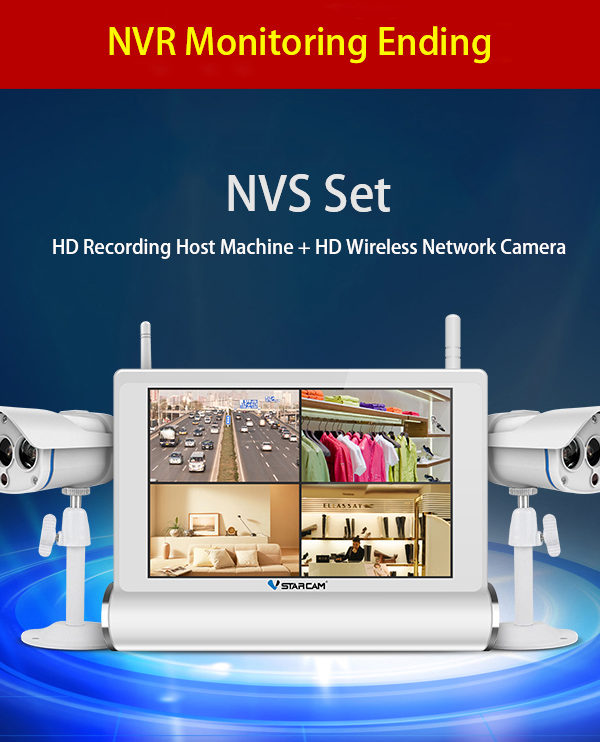 NVR Monitoring Ending
NVS Set
HD Recording Host Machine + HD Wireless Network Camera
ELLASSAY
VSTARCAM